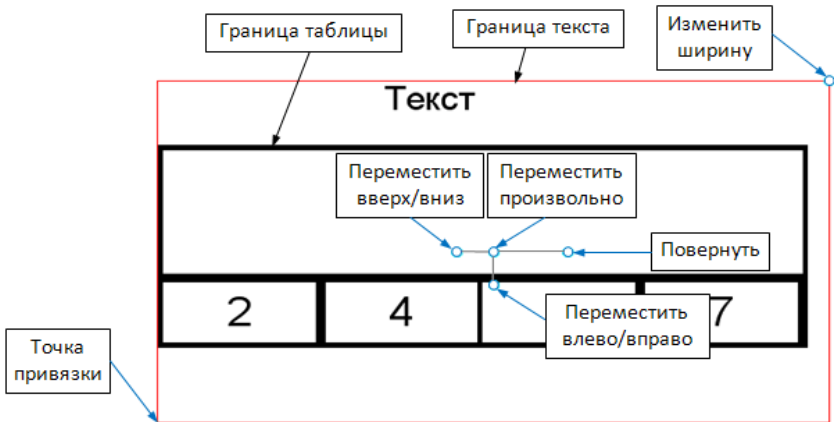 Граница таблицы
Граница текста
Изменить
ширину
Текст
Переместить
вверх/вниз
Переместить
произвольно
Повернуть
2
4
7
Переместить
влево/вправо
Точка
привязки